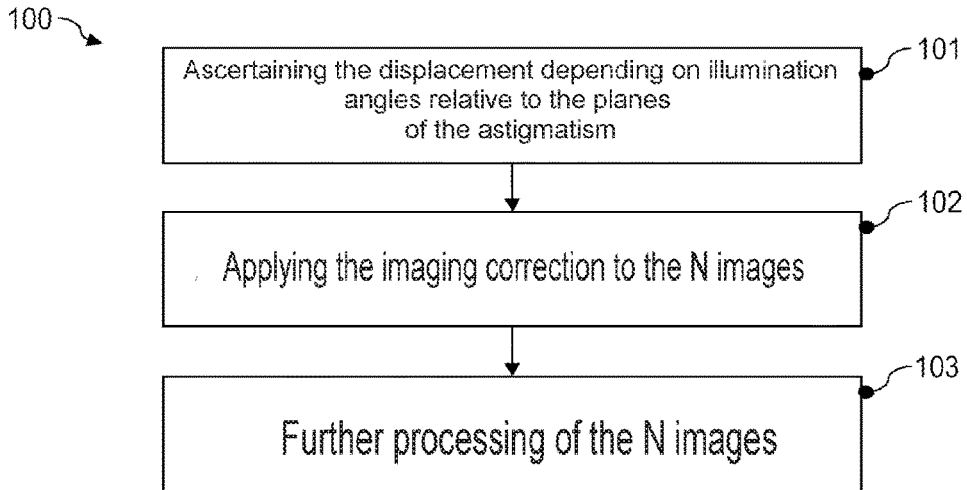 100
101
Ascertaining the displacement depending on illumination
angles relative to the planes
of the astigmatism
102
Applying the imaging correction to the N images
103
Further processing of the N images